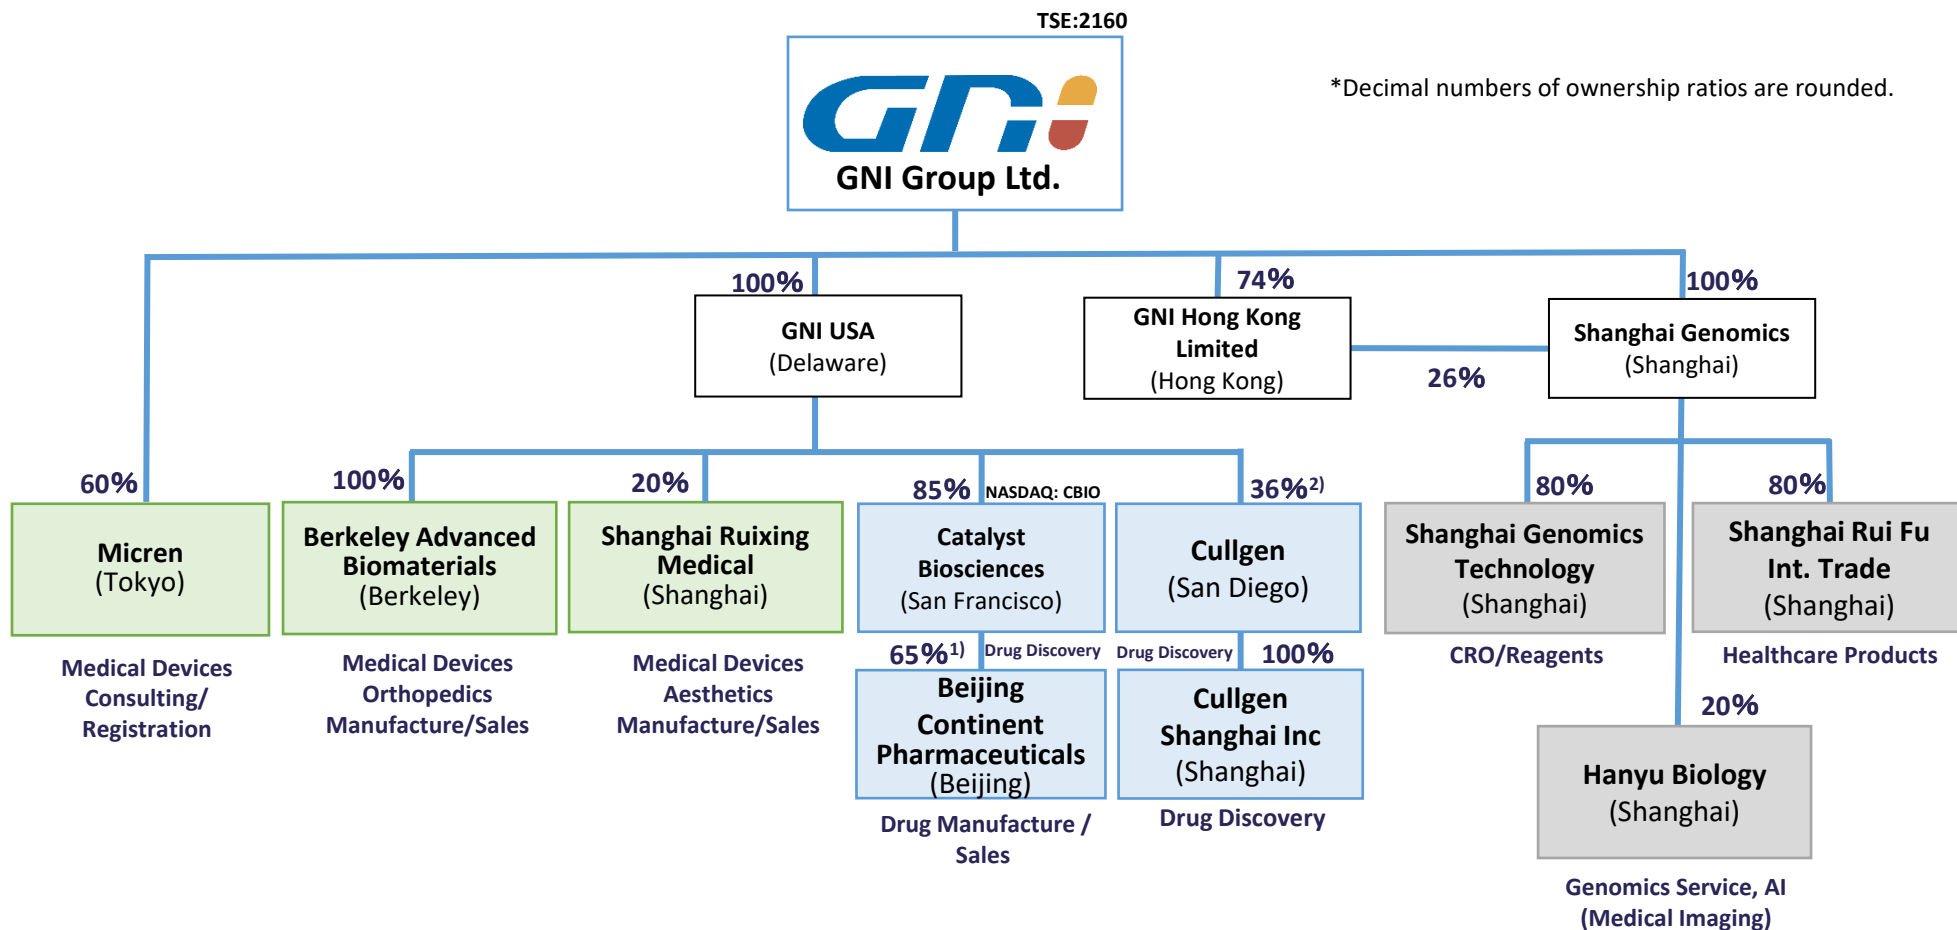 TSE:2160
GNI
GNI Group Ltd.
*Decimal numbers of ownership ratios are rounded.
100%
74%
100%
GNI USA
(Delaware)
GNI Hong Kong
Limited
(Hong Kong)
26%
Shanghai Genomics
(Shanghai)
60%
Micren
(Tokyo)
Medical Devices
Consulting/
Registration
100%
Berkeley Advanced
Biomaterials
(Berkeley)
Medical Devices
Orthopedics
Manufacture/Sales
20%
Shanghai Ruixing
Medical
(Shanghai)
Medical Devices
Aesthetics
Manufacture/Sales
85%
NASDAQ: CBIO
Catalyst
Biosciences
(San Francisco)
65%1)
Drug Discovery
Beijing
Continent
Pharmaceuticals
(Beijing)
Drug Manufacture /
Sales
36%2)
Cullgen
(San Diego)
Drug Discovery
100%
Cullgen
Shanghai Inc
(Shanghai)
Drug Discovery
80%
Shanghai Genomics
Technology
(Shanghai)
CRO/Reagents
80%
Shanghai Rui Fu
Int. Trade
(Shanghai)
Healthcare Products
20%
Hanyu Biology
(Shanghai)
Genomics Service, AI
(Medical Imaging)